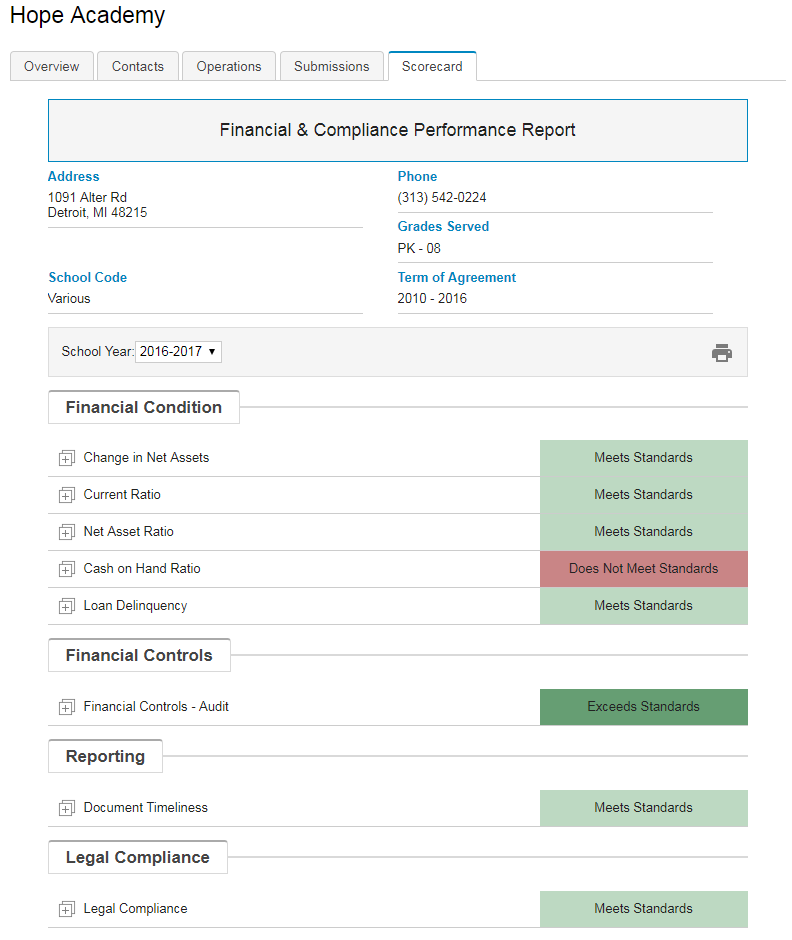 Hope Academy
Overview
Contacts
Operations
Submissions
Scorecard
Financial & Compliance Performance Report
Address
1091 Alter Rd
Detroit, MI 48215
Phone
(313) 542-0224
Grades Served
PK - 08
School Code
Various
Term of Agreement
2010 - 2016
School Year: 2016-2017
Financial Condition
Change in Net Assets Meets Standards
Current Ratio Meets Standards
Net Asset Ratio Meets Standards
Cash on Hand Ratio Does Not Meet Standards
Loan Delinquency Meets Standards
Financial Controls
Financial Controls - Audit Exceeds Standards
Reporting
Document Timeliness Meets Standards
Legal Compliance
Legal Compliance Meets Standards